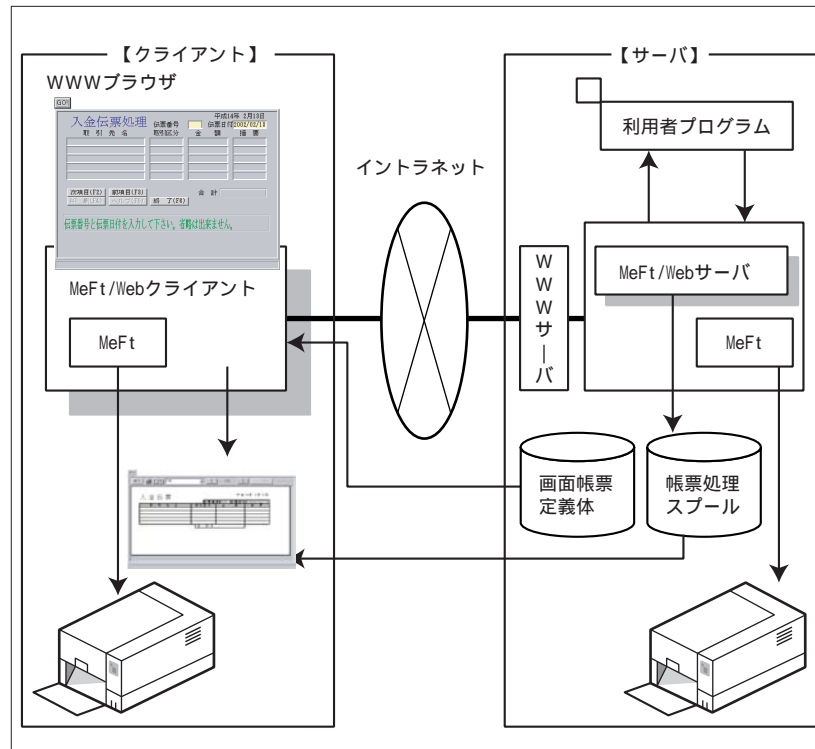 【クライアント】
WWWブラウザ
GO!
平成14年 2月13日
入金伝票処理 伝票番号 伝票日付 2002/02/13
取 引 先 名 取引区分 金 額 摘 要
合 計
次項目(F2) 前項目(F3)
終 了(F6)
伝票番号と伝票日付を入力して下さい。省略は出来ません。
MeFt/Webクライアント
MeFt
入 金 伝 票
イントラネット
【サーバ】
利用者プログラム
WWWサーバ
MeFt/Webサーバ
MeFt
画面帳票
定義体
帳票処理
スプール